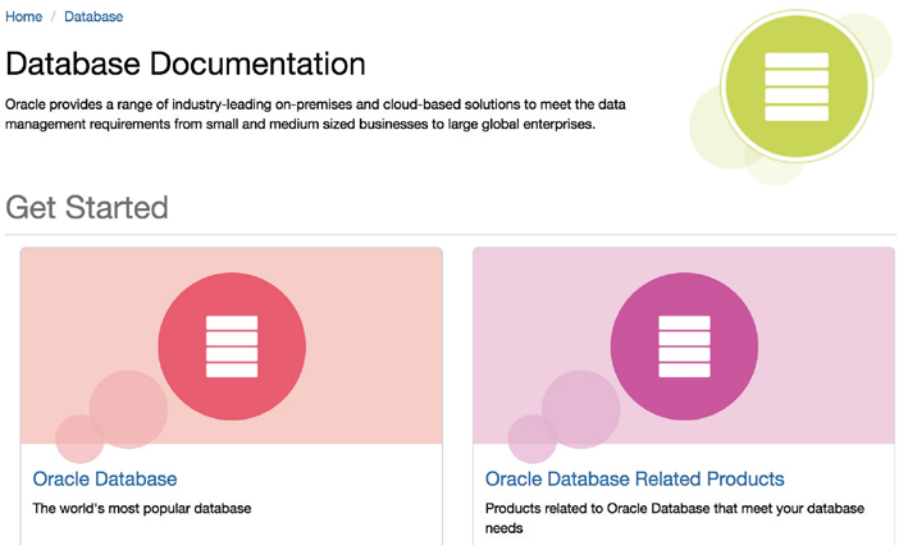 Home / Database
Database Documentation
Oracle provides a range of industry-leading on-premises and cloud-based solutions to meet the data
management requirements from small and medium sized businesses to large global enterprises.
Get Started
Oracle Database
The world's most popular database
Oracle Database Related Products
Products related to Oracle Database that meet your database
needs